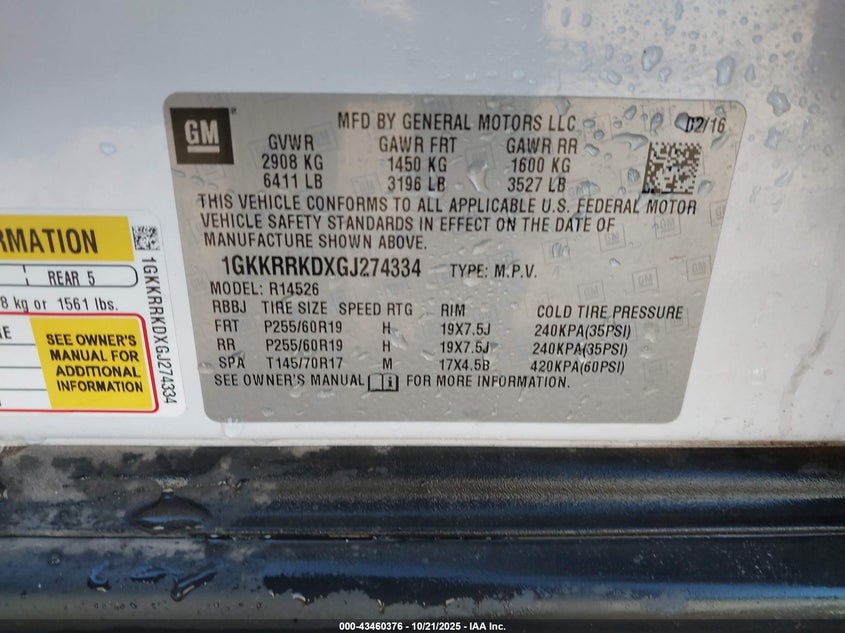 GM
MFD BY GENERAL MOTORS LLC 02/16
GVWR GAWR FRT GAWR RR
2908 KG 1450 KG 1600 KG
6411 LB 3196 LB 3527 LB
THIS VEHICLE CONFORMS TO ALL APPLICABLE U.S. FEDERAL MOTOR
VEHICLE SAFETY STANDARDS IN EFFECT ON THE DATE OF
MANUFACTURE SHOWN ABOVE.
1GKKRRKDXGJ274334 TYPE: M.P.V.
MODEL: R14526
RBBJ TIRE SIZE SPEED RTG RIM COLD TIRE PRESSURE
FRT P255/60R19 H 19X7.5J 240KPA(35PSI)
RR P255/60R19 H 19X7.5J 240KPA(35PSI)
SPA T145/70R17 M 17X4.5B 420KPA(60PSI)
SEE OWNER'S MANUAL FOR MORE INFORMATION.
REAR 5
kg or 1561 lbs.
SEE OWNER'S
MANUAL FOR
ADDITIONAL
INFORMATION
1GKKRRKDXGJ274334
000-43460376 - 10/21/2025 - IAA Inc.